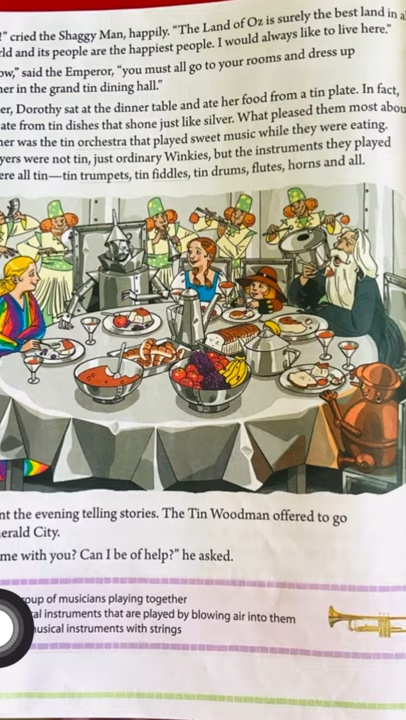 !” cried the Shaggy Man, happily. “The Land of Oz is surely the best land in a
rld and its people are the happiest people. I would always like to live here.”
ow,” said the Emperor, “you must all go to your rooms and dress up
ner in the grand tin dining hall.”
er, Dorothy sat at the dinner table and ate her food from a tin plate. In fact,
ate from tin dishes that shone just like silver. What pleased them most abou
ner was the tin orchestra that played sweet music while they were eating.
yers were not tin, just ordinary Winkies, but the instruments they played
ere all tin—tin trumpets, tin fiddles, tin drums, flutes, horns and all.
nt the evening telling stories. The Tin Woodman offered to go
erald City.
me with you? Can I be of help?” he asked.
oup of musicians playing together
al instruments that are played by blowing air into them
usical instruments with strings